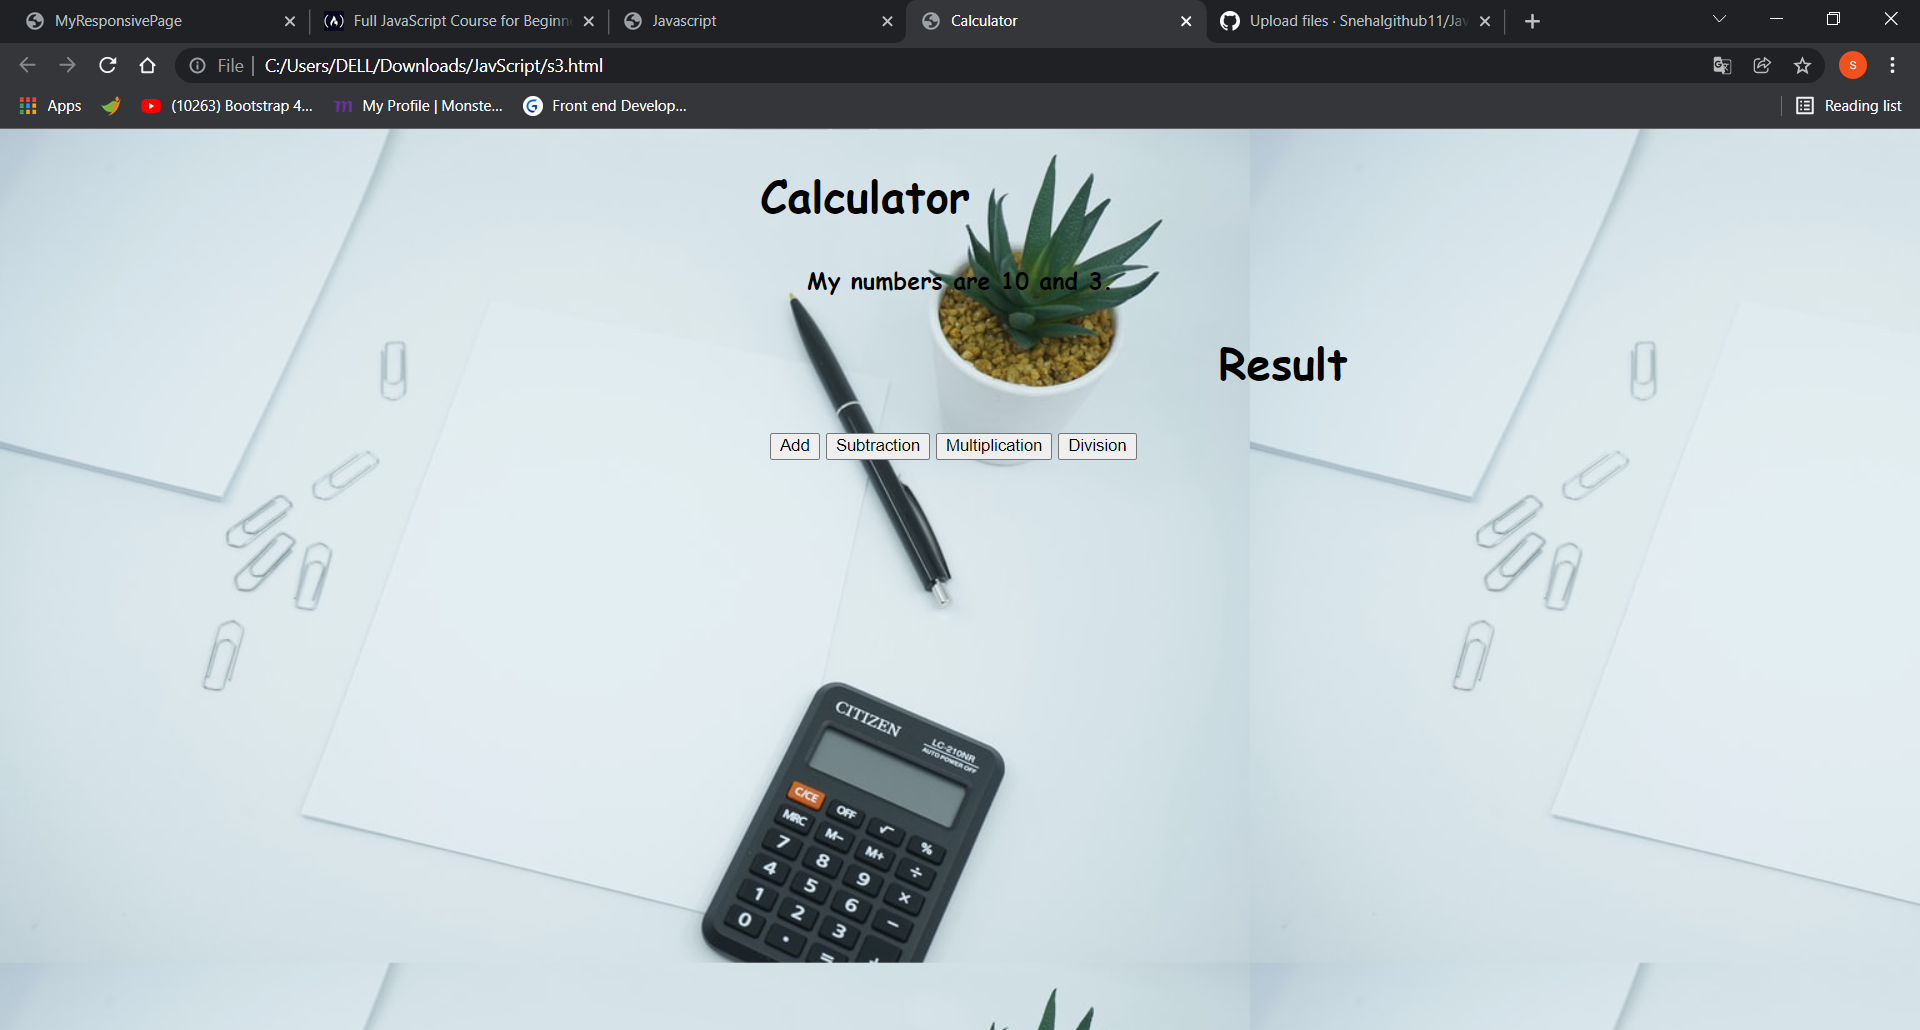 MyResponsivePage
Full JavaScript Course for Beginn
Javascript
Calculator
Upload files · Snehalgithub11/Jav
File | C:/Users/DELL/Downloads/JavScript/s3.html
s
Apps
(10263) Bootstrap 4...
m My Profile | Monste...
G Front end Develop...
Reading list
Calculator
My numbers are 10 and 3.
Result
Add Subtraction Multiplication Division
CITIZEN
LC-210NR
AUTO POWER OFF
C/CE OFF √ %
MRC M- M+ ÷
7 8 9 ×
4 5 6 −
1 2 3 +
0 · =